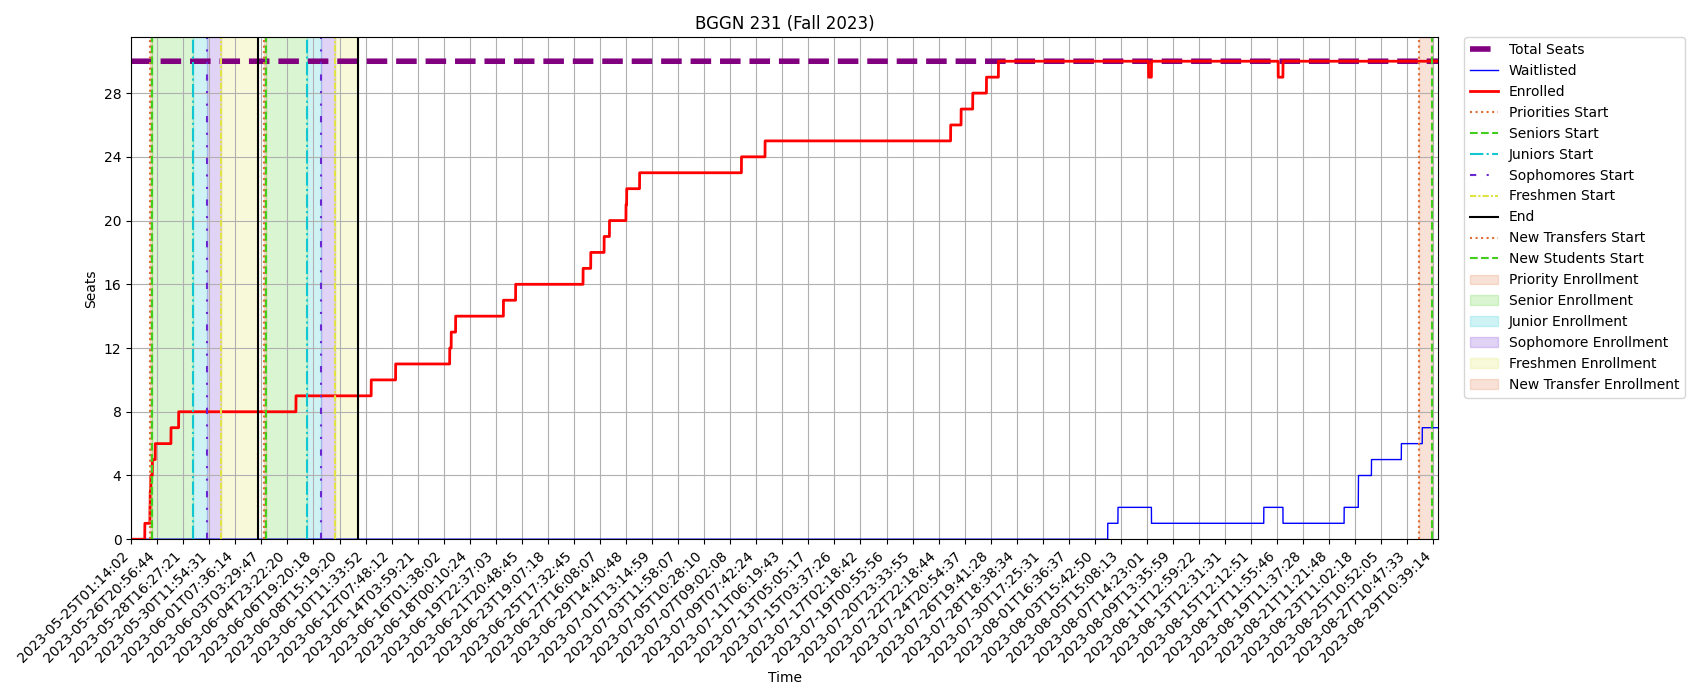 BGGN 231 (Fall 2023)
Seats
28
24
20
16
12
8
4
0
2023-05-25T01:14:02
2023-05-26T20:56:44
2023-05-28T16:27:21
2023-05-30T11:54:31
2023-06-01T07:36:14
2023-06-03T03:29:47
2023-06-04T23:22:20
2023-06-06T19:20:18
2023-06-08T15:19:20
2023-06-10T11:33:52
2023-06-12T07:48:12
2023-06-14T03:59:21
2023-06-16T01:38:02
2023-06-18T00:10:24
2023-06-19T22:37:03
2023-06-21T20:48:45
2023-06-23T19:07:18
2023-06-25T17:32:45
2023-06-27T16:08:07
2023-06-29T14:40:48
2023-07-01T13:14:59
2023-07-03T11:58:07
2023-07-05T10:28:10
2023-07-07T09:02:08
2023-07-09T07:42:24
2023-07-11T06:19:43
2023-07-13T05:05:17
2023-07-15T03:37:26
2023-07-17T02:18:42
2023-07-19T00:55:56
2023-07-20T23:33:55
2023-07-22T22:18:44
2023-07-24T20:54:37
2023-07-26T19:41:28
2023-07-28T18:38:34
2023-07-30T17:25:31
2023-08-01T16:36:37
2023-08-03T15:42:50
2023-08-05T15:08:13
2023-08-07T14:23:01
2023-08-09T13:35:59
2023-08-11T12:59:22
2023-08-13T12:31:31
2023-08-15T12:12:51
2023-08-17T11:55:46
2023-08-19T11:37:28
2023-08-21T11:21:48
2023-08-23T11:02:18
2023-08-25T10:52:05
2023-08-27T10:47:33
2023-08-29T10:39:14
Time
Total Seats
Waitlisted
Enrolled
Priorities Start
Seniors Start
Juniors Start
Sophomores Start
Freshmen Start
End
New Transfers Start
New Students Start
Priority Enrollment
Senior Enrollment
Junior Enrollment
Sophomore Enrollment
Freshmen Enrollment
New Transfer Enrollment